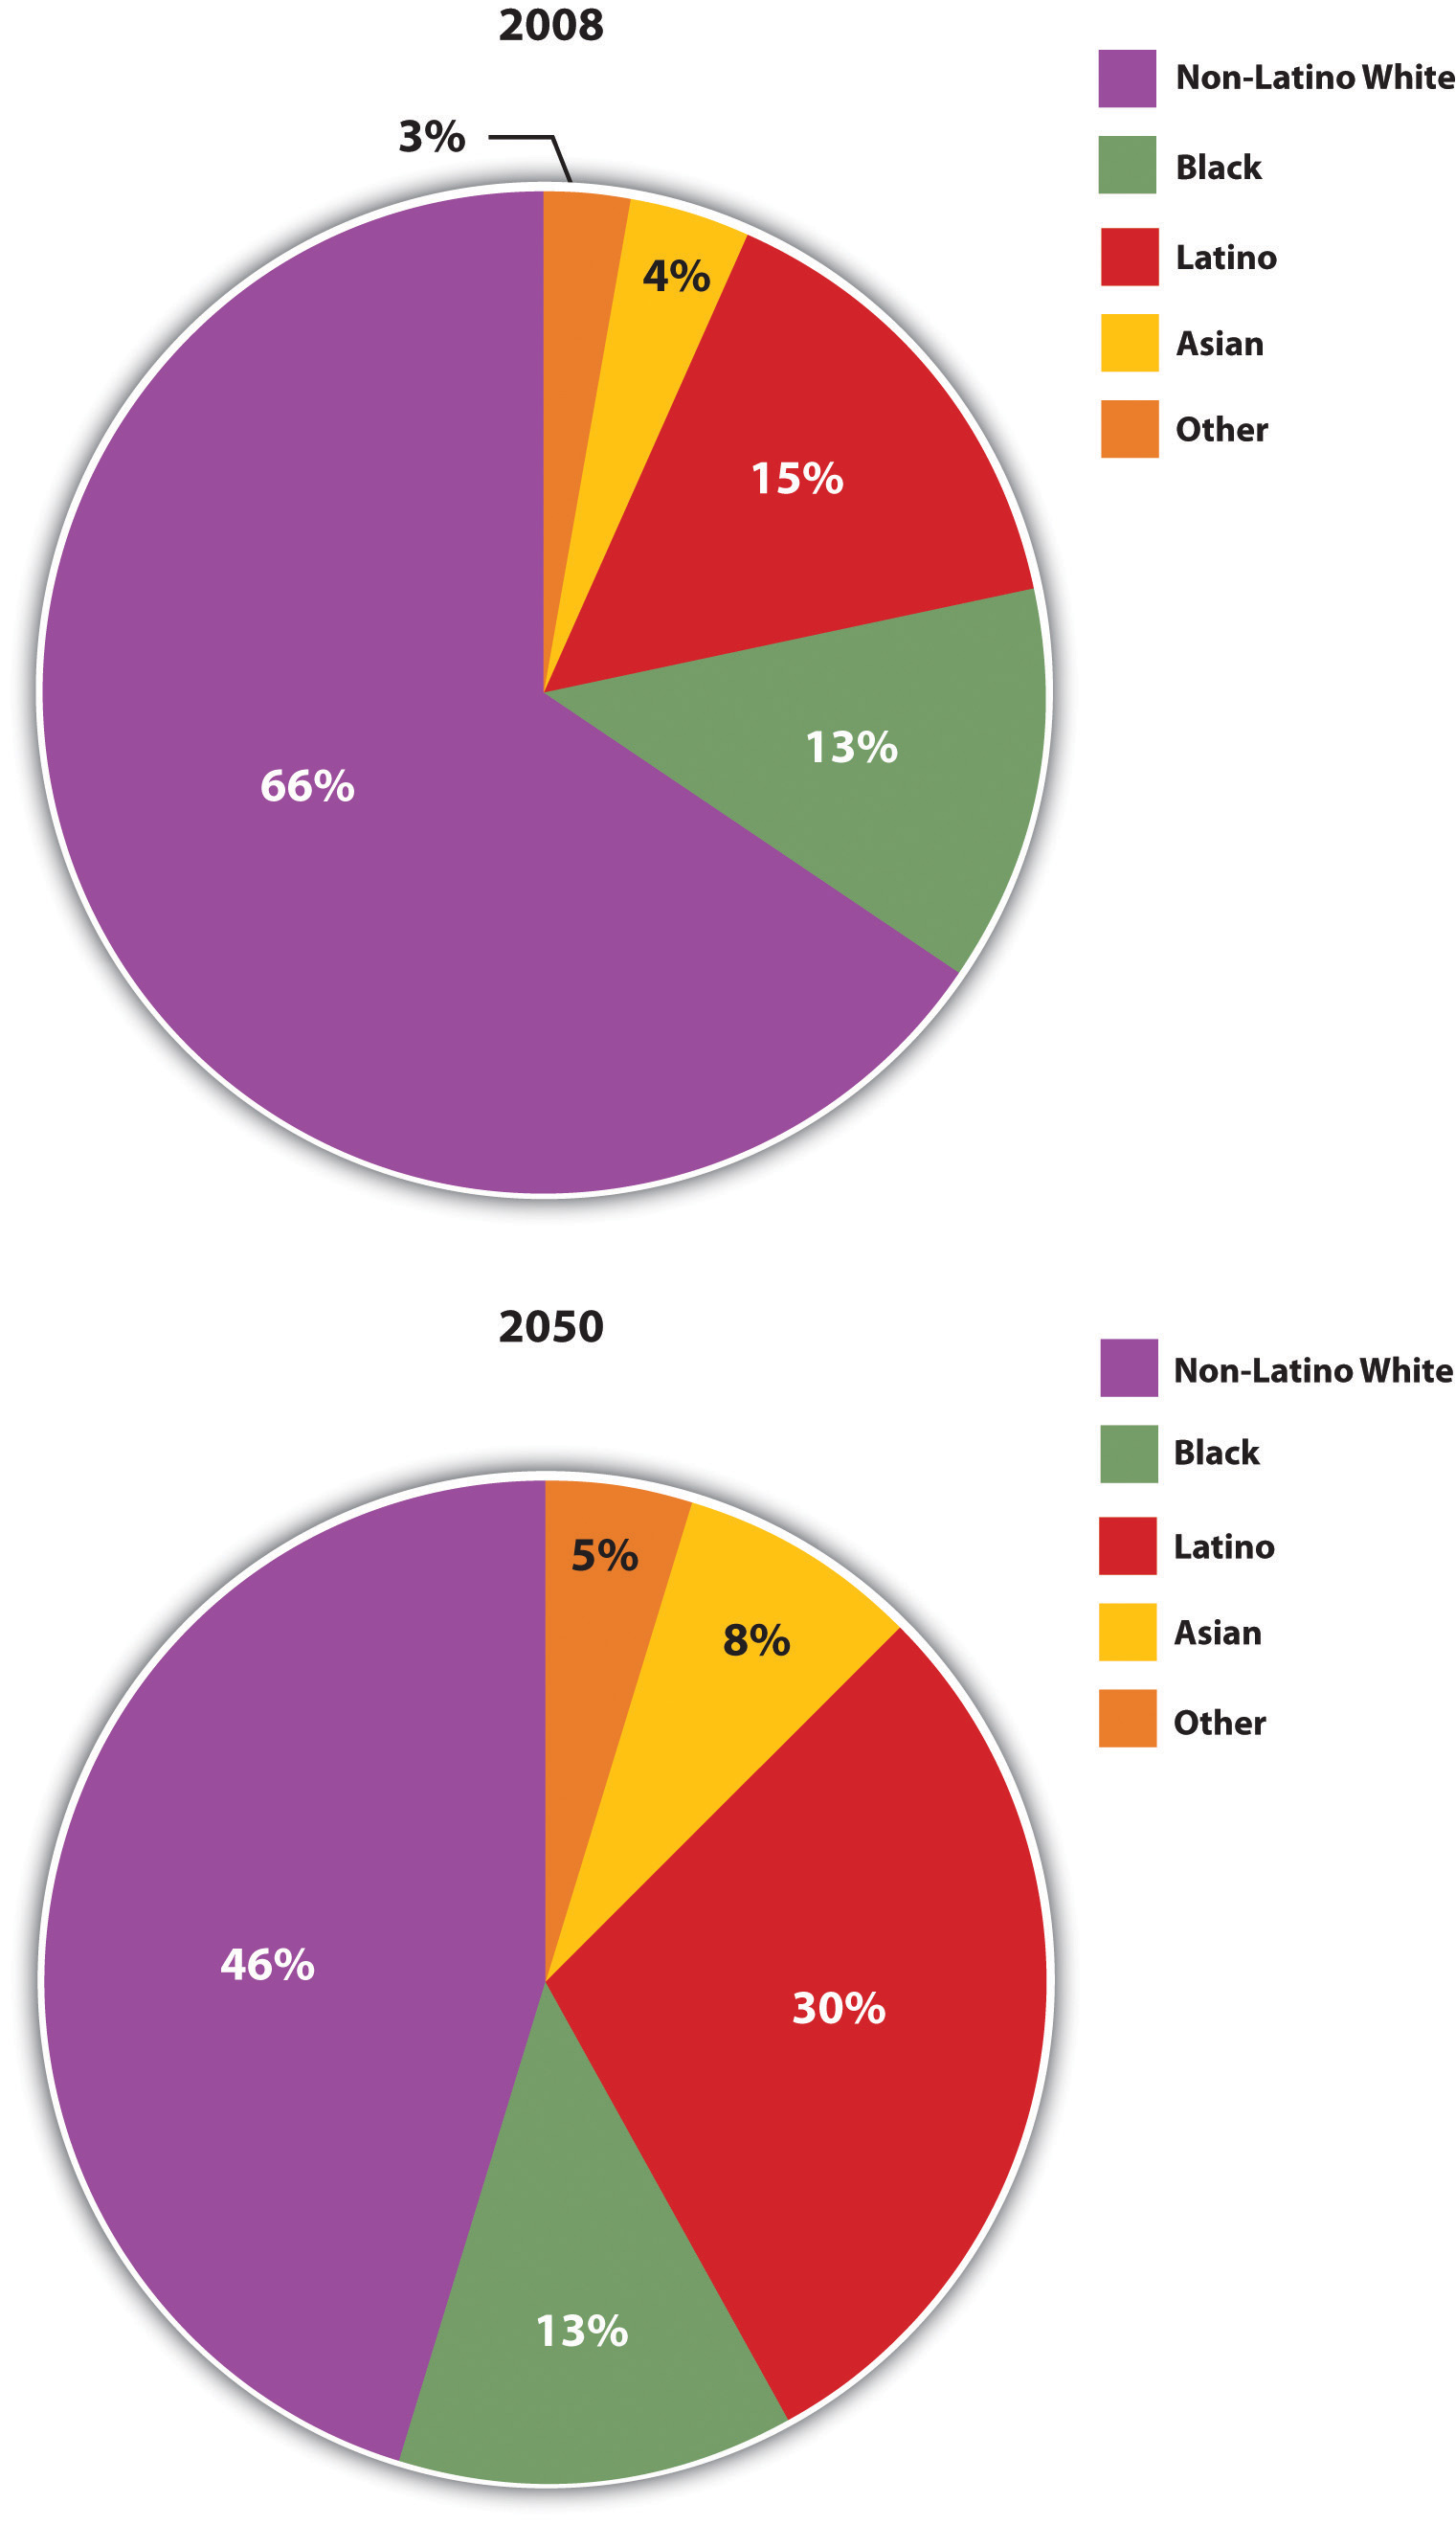 2008
3%
4%
15%
13%
66%
Non-Latino White
Black
Latino
Asian
Other
2050
5%
8%
30%
46%
13%
Non-Latino White
Black
Latino
Asian
Other